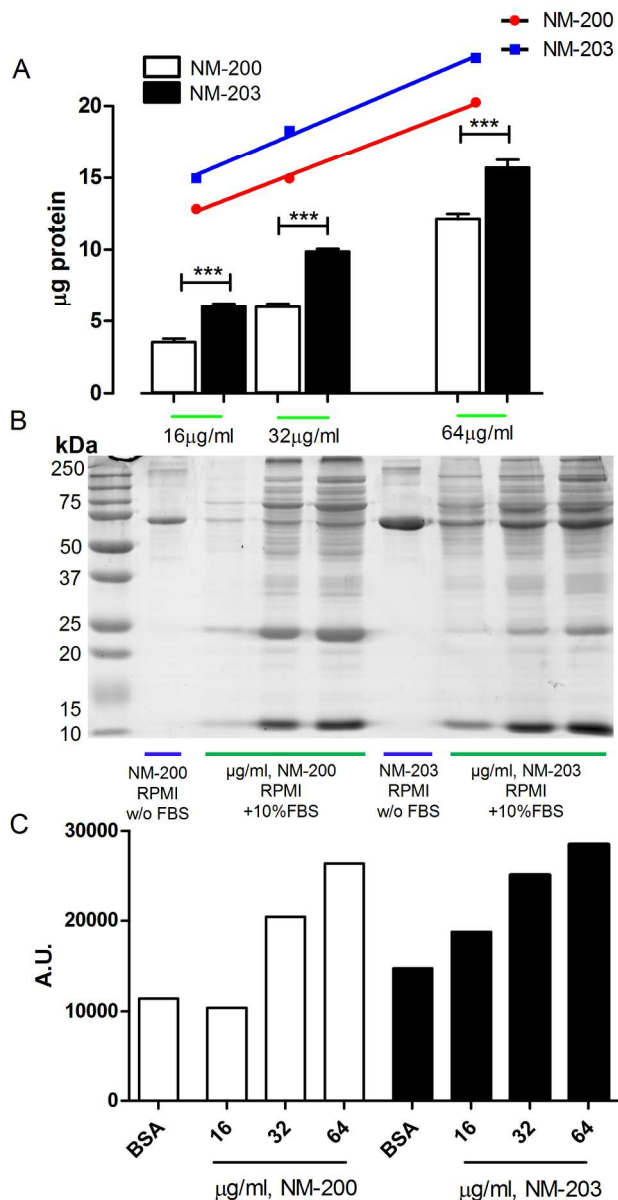 A
NM-200
NM-203
NM-200
NM-203
20
15
10
5
0
μg protein
***
***
***
16μg/ml
32μg/ml
64μg/ml
B
kDa
250
75
50
37
25
20
15
10
NM-200
RPMI
w/o FBS
μg/ml, NM-200
RPMI
+10%FBS
NM-203
RPMI
w/o FBS
μg/ml, NM-203
RPMI
+10%FBS
C
30000
20000
10000
0
A.U.
BSA
16
32
64
BSA
16
32
64
μg/ml, NM-200
μg/ml, NM-203